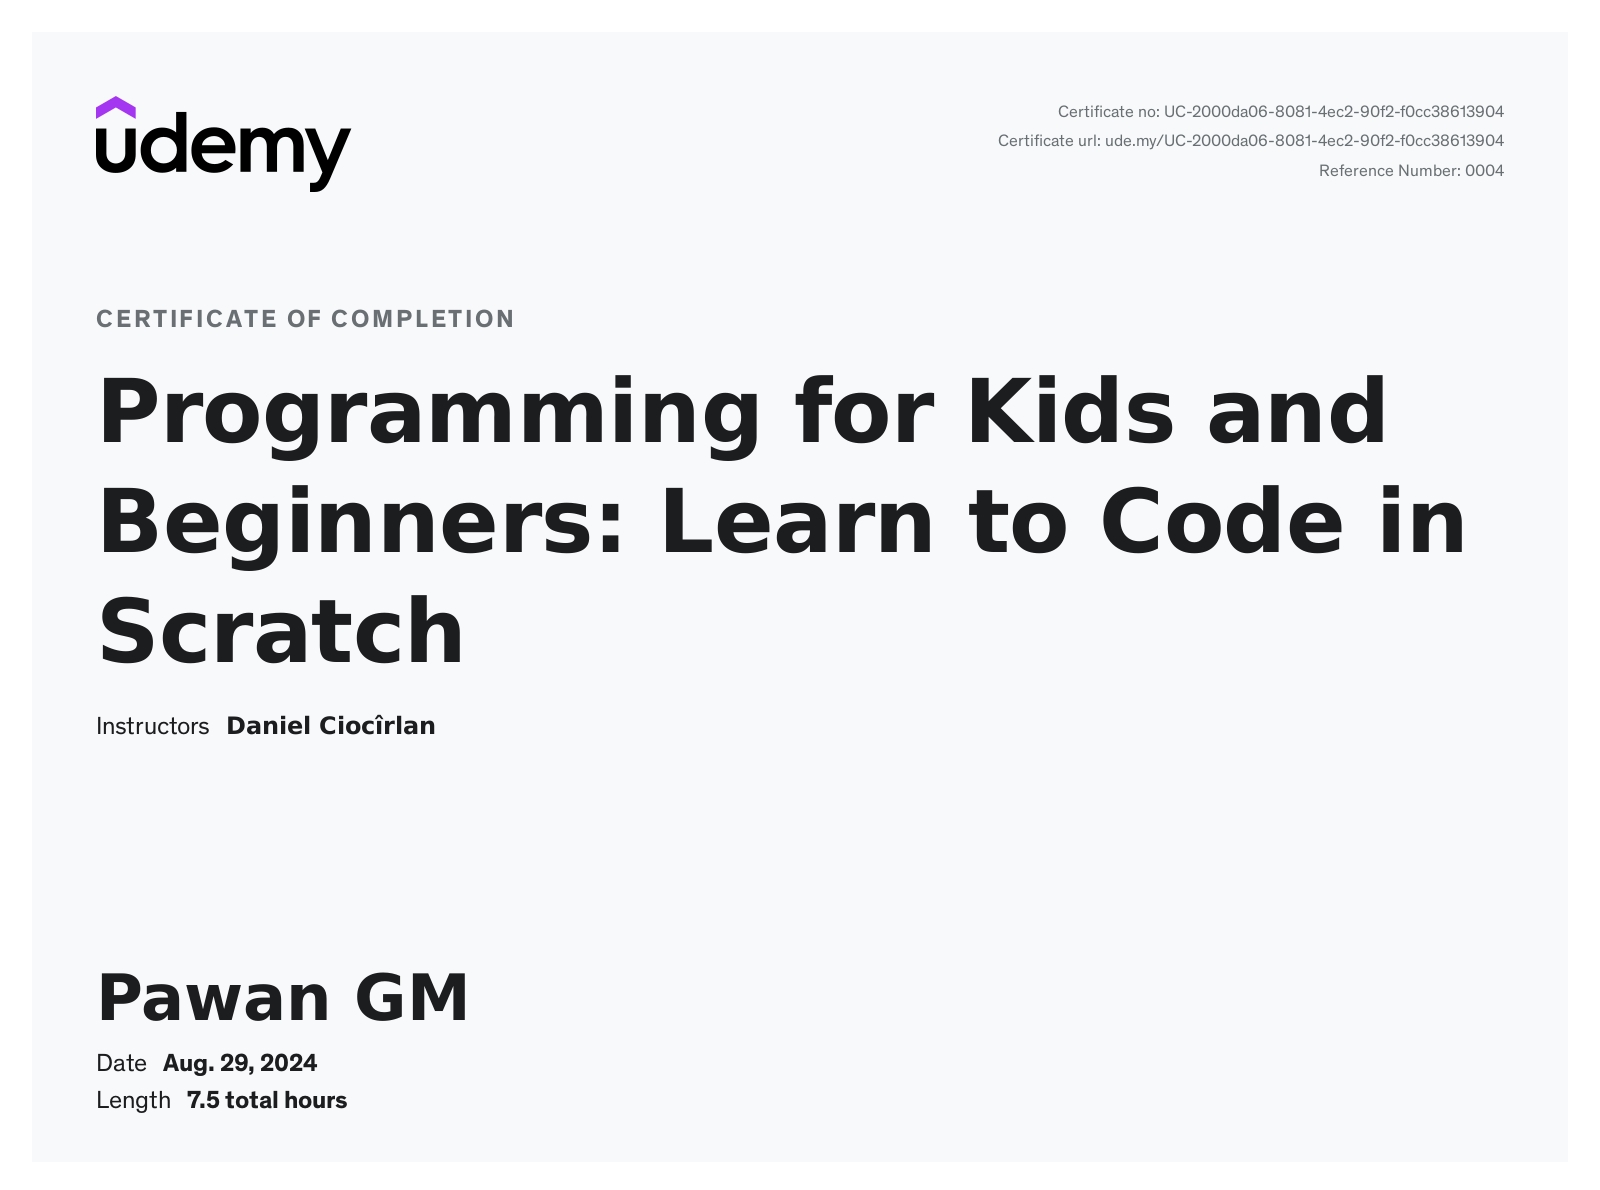 udemy
Certificate no: UC-2000da06-8081-4ec2-90f2-f0cc38613904
Certificate url: ude.my/UC-2000da06-8081-4ec2-90f2-f0cc38613904
Reference Number: 0004
CERTIFICATE OF COMPLETION
Programming for Kids and
Beginners: Learn to Code in
Scratch
Instructors Daniel Ciocîrlan
Pawan GM
Date Aug. 29, 2024
Length 7.5 total hours